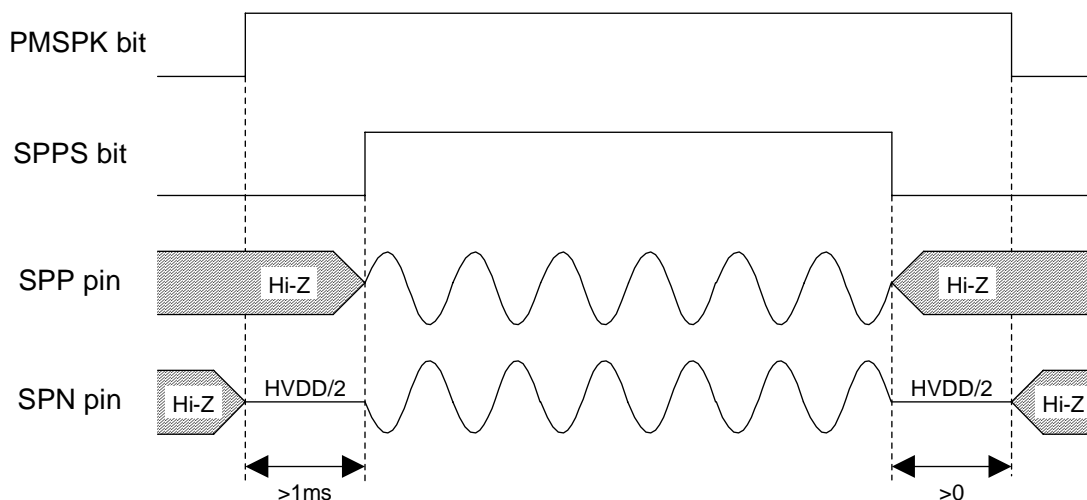 PMSPK bit
SPPS bit
SPP pin
Hi-Z
Hi-Z
SPN pin
Hi-Z
HVDD/2
HVDD/2
Hi-Z
>1ms
>0